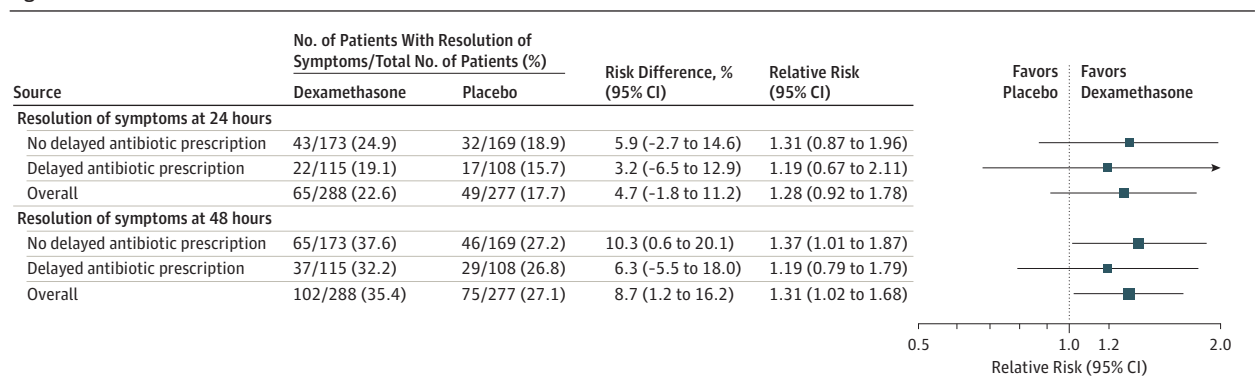 No. of Patients With Resolution of
Symptoms/Total No. of Patients (%)
Source Dexamethasone Placebo Risk Difference, % (95% CI) Relative Risk (95% CI) Favors Placebo Favors Dexamethasone
Resolution of symptoms at 24 hours
No delayed antibiotic prescription 43/173 (24.9) 32/169 (18.9) 5.9 (-2.7 to 14.6) 1.31 (0.87 to 1.96)
Delayed antibiotic prescription 22/115 (19.1) 17/108 (15.7) 3.2 (-6.5 to 12.9) 1.19 (0.67 to 2.11)
Overall 65/288 (22.6) 49/277 (17.7) 4.7 (-1.8 to 11.2) 1.28 (0.92 to 1.78)
Resolution of symptoms at 48 hours
No delayed antibiotic prescription 65/173 (37.6) 46/169 (27.2) 10.3 (0.6 to 20.1) 1.37 (1.01 to 1.87)
Delayed antibiotic prescription 37/115 (32.2) 29/108 (26.8) 6.3 (-5.5 to 18.0) 1.19 (0.79 to 1.79)
Overall 102/288 (35.4) 75/277 (27.1) 8.7 (1.2 to 16.2) 1.31 (1.02 to 1.68)
0.5 1.0 1.2 2.0
Relative Risk (95% CI)